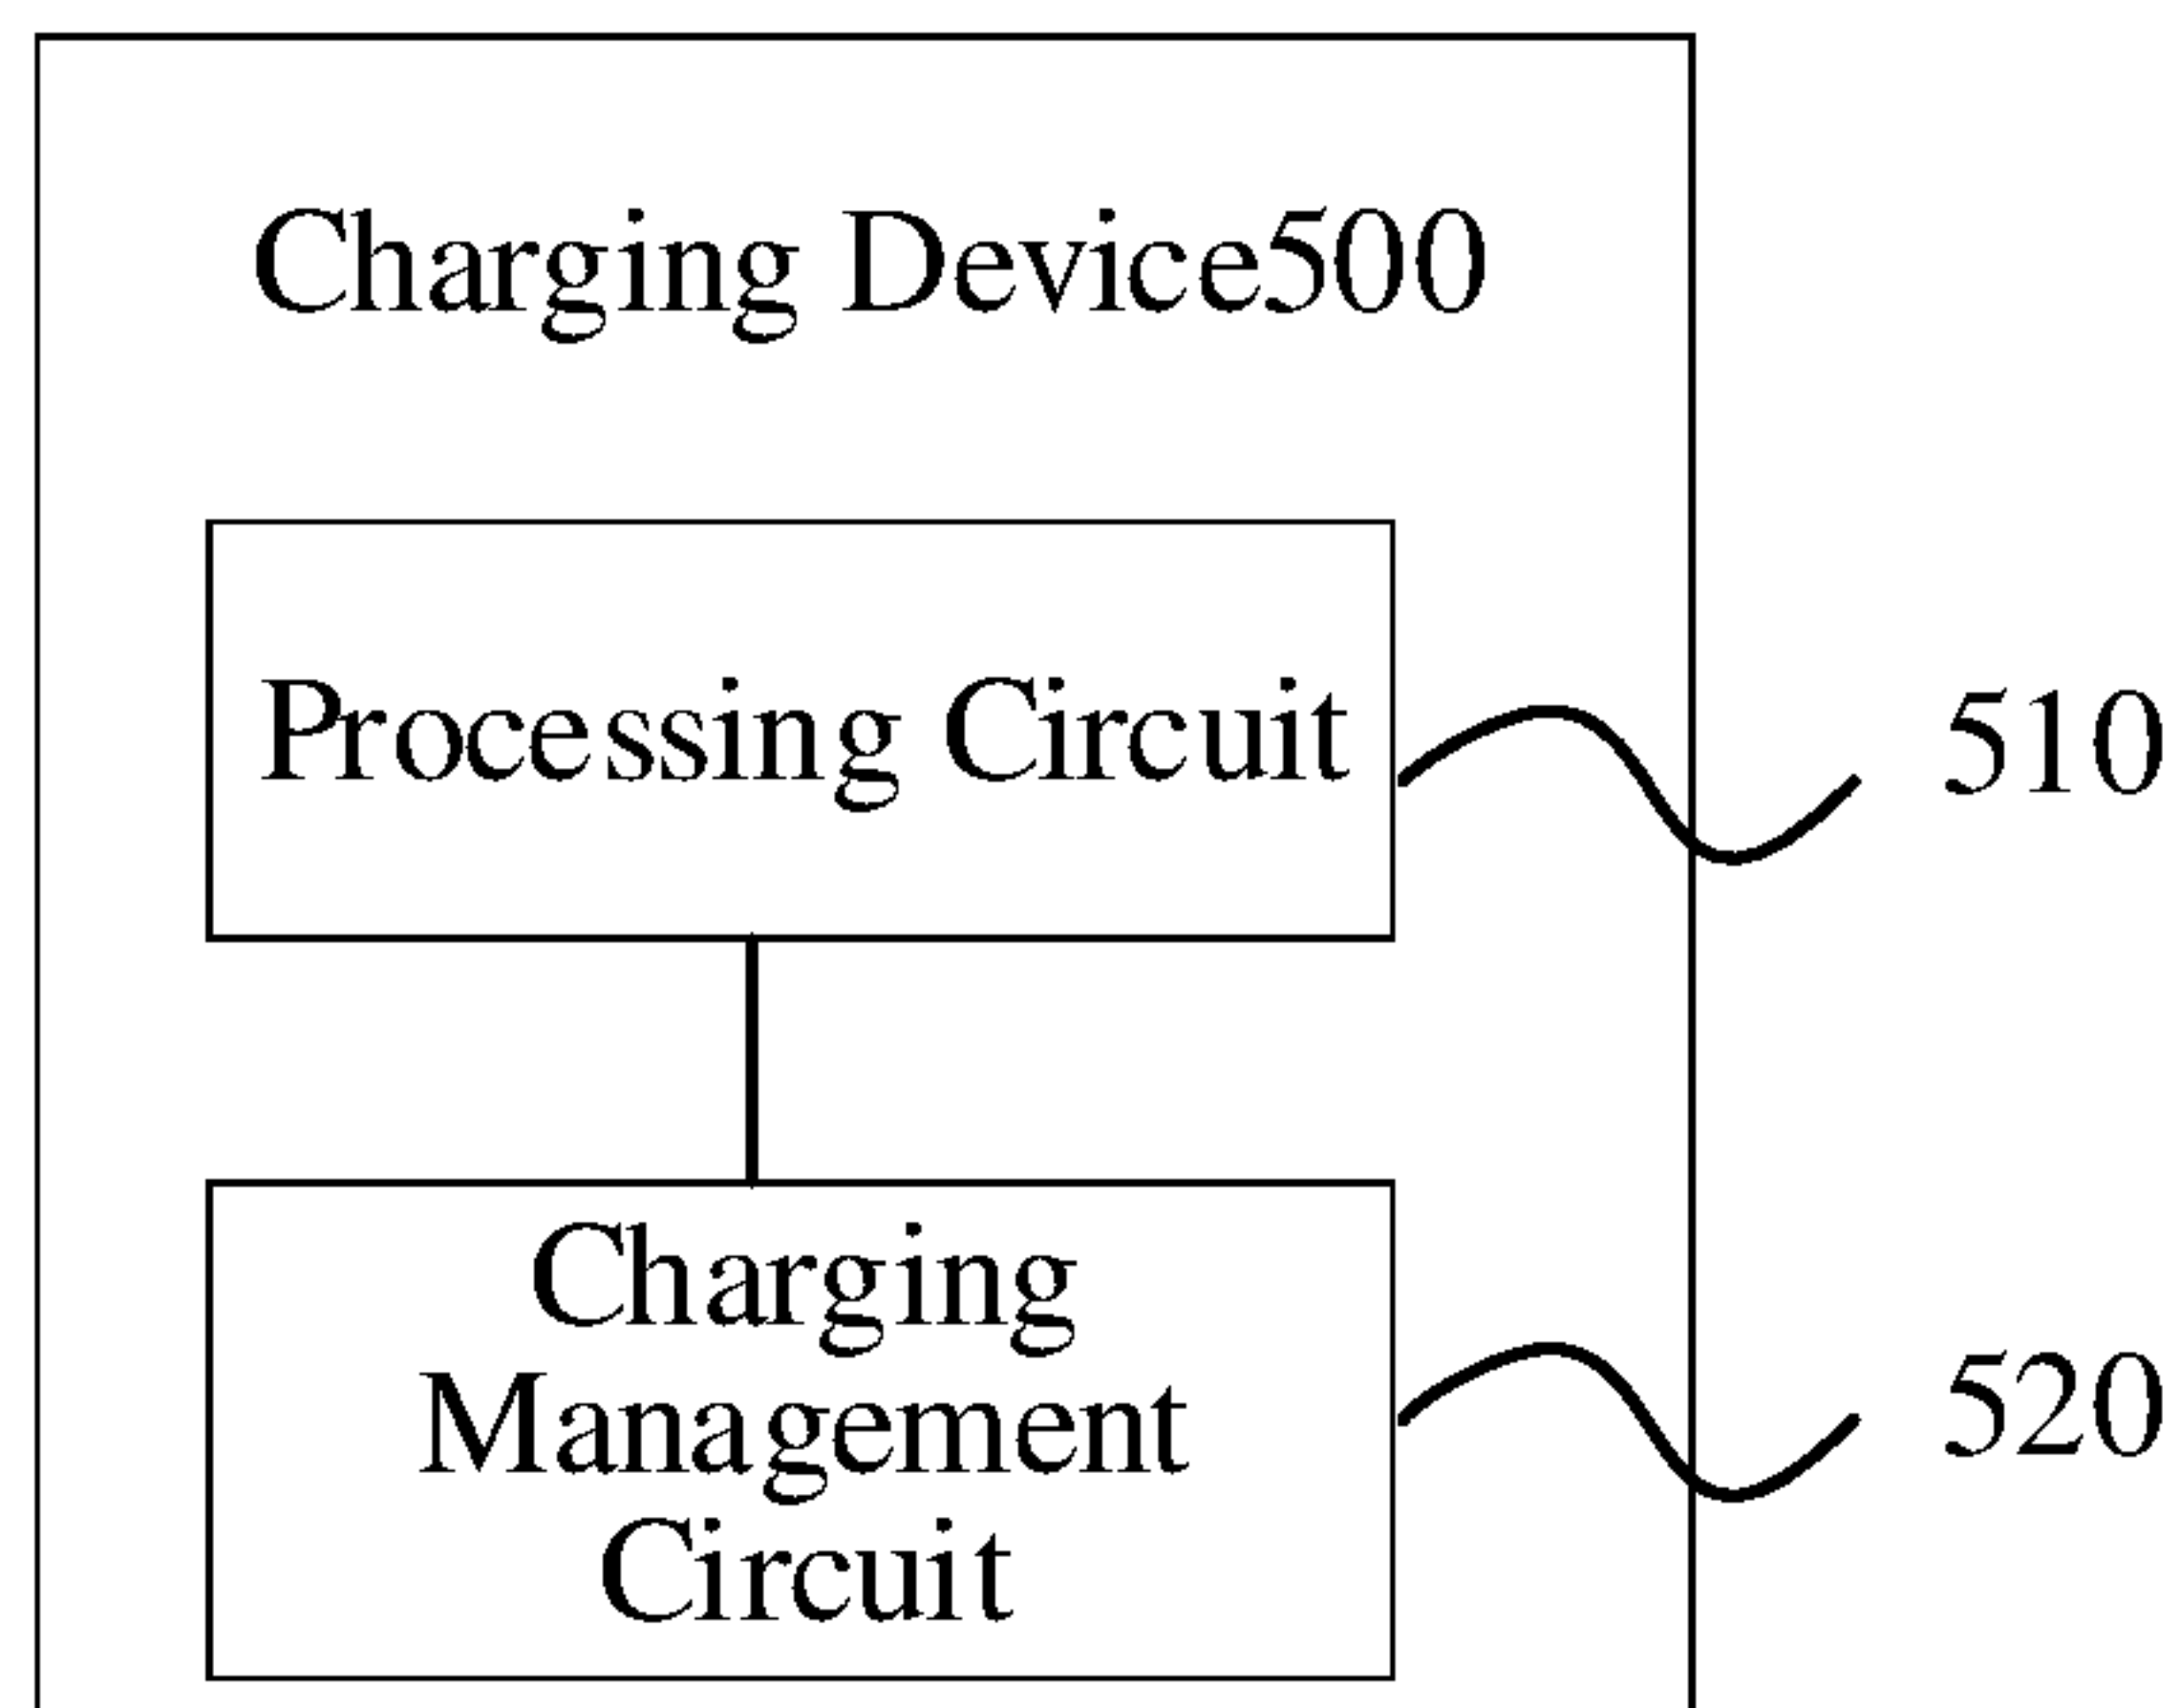 Charging Device500
Processing Circuit
510
Charging
Management
Circuit
520